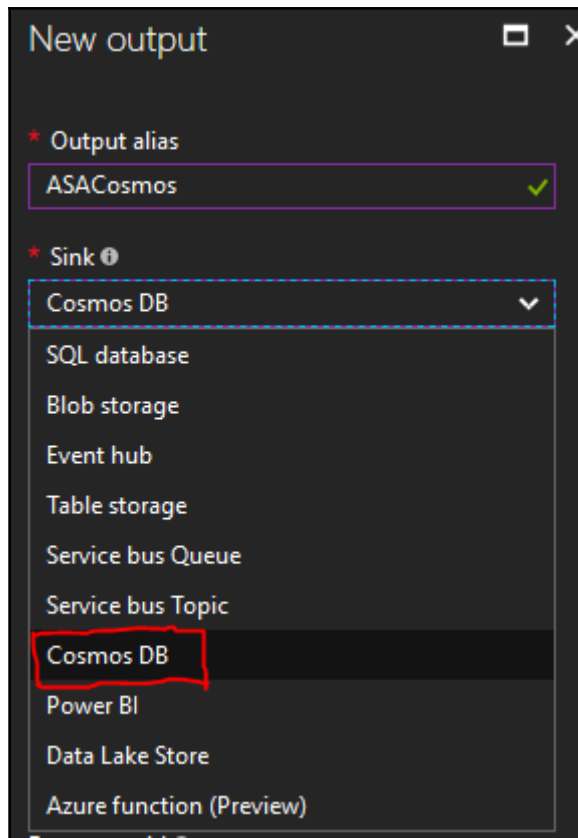 New output
* Output alias
ASACosmos
* Sink
Cosmos DB
SQL database
Blob storage
Event hub
Table storage
Service bus Queue
Service bus Topic
Cosmos DB
Power BI
Data Lake Store
Azure function (Preview)